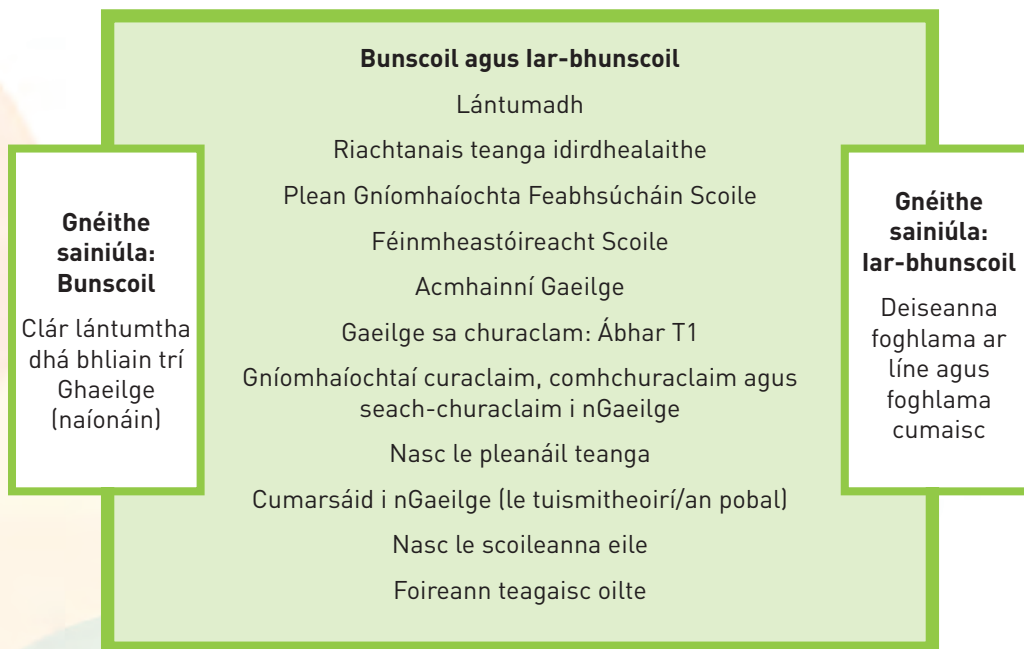 Bunscoil agus Iar-bhunscoil
Lántumadh
Riachtanais teanga idirdhealaithe
Plean Gníomhaíochta Feabhsúcháin Scoile
Féinmheastóireacht Scoile
Acmhainní Gaeilge
Gaeilge sa churaclam: Ábhar T1
Gníomhaíochtaí curaclaim, comhchuraclaim agus
seach-churaclaim i nGaeilge
Nasc le pleanáil teanga
Cumarsáid i nGaeilge (le tuismitheoirí/an pobal)
Nasc le scoileanna eile
Foireann teagaisc oilte
Gnéithe
sainiúla:
Bunscoil
Clár lántumtha
dhá bhliain trí
Ghaeilge
(naíonáin)
Gnéithe
sainiúla:
Iar-bhunscoil
Deiseanna
foghlama ar
líne agus
foghlama
cumaisc